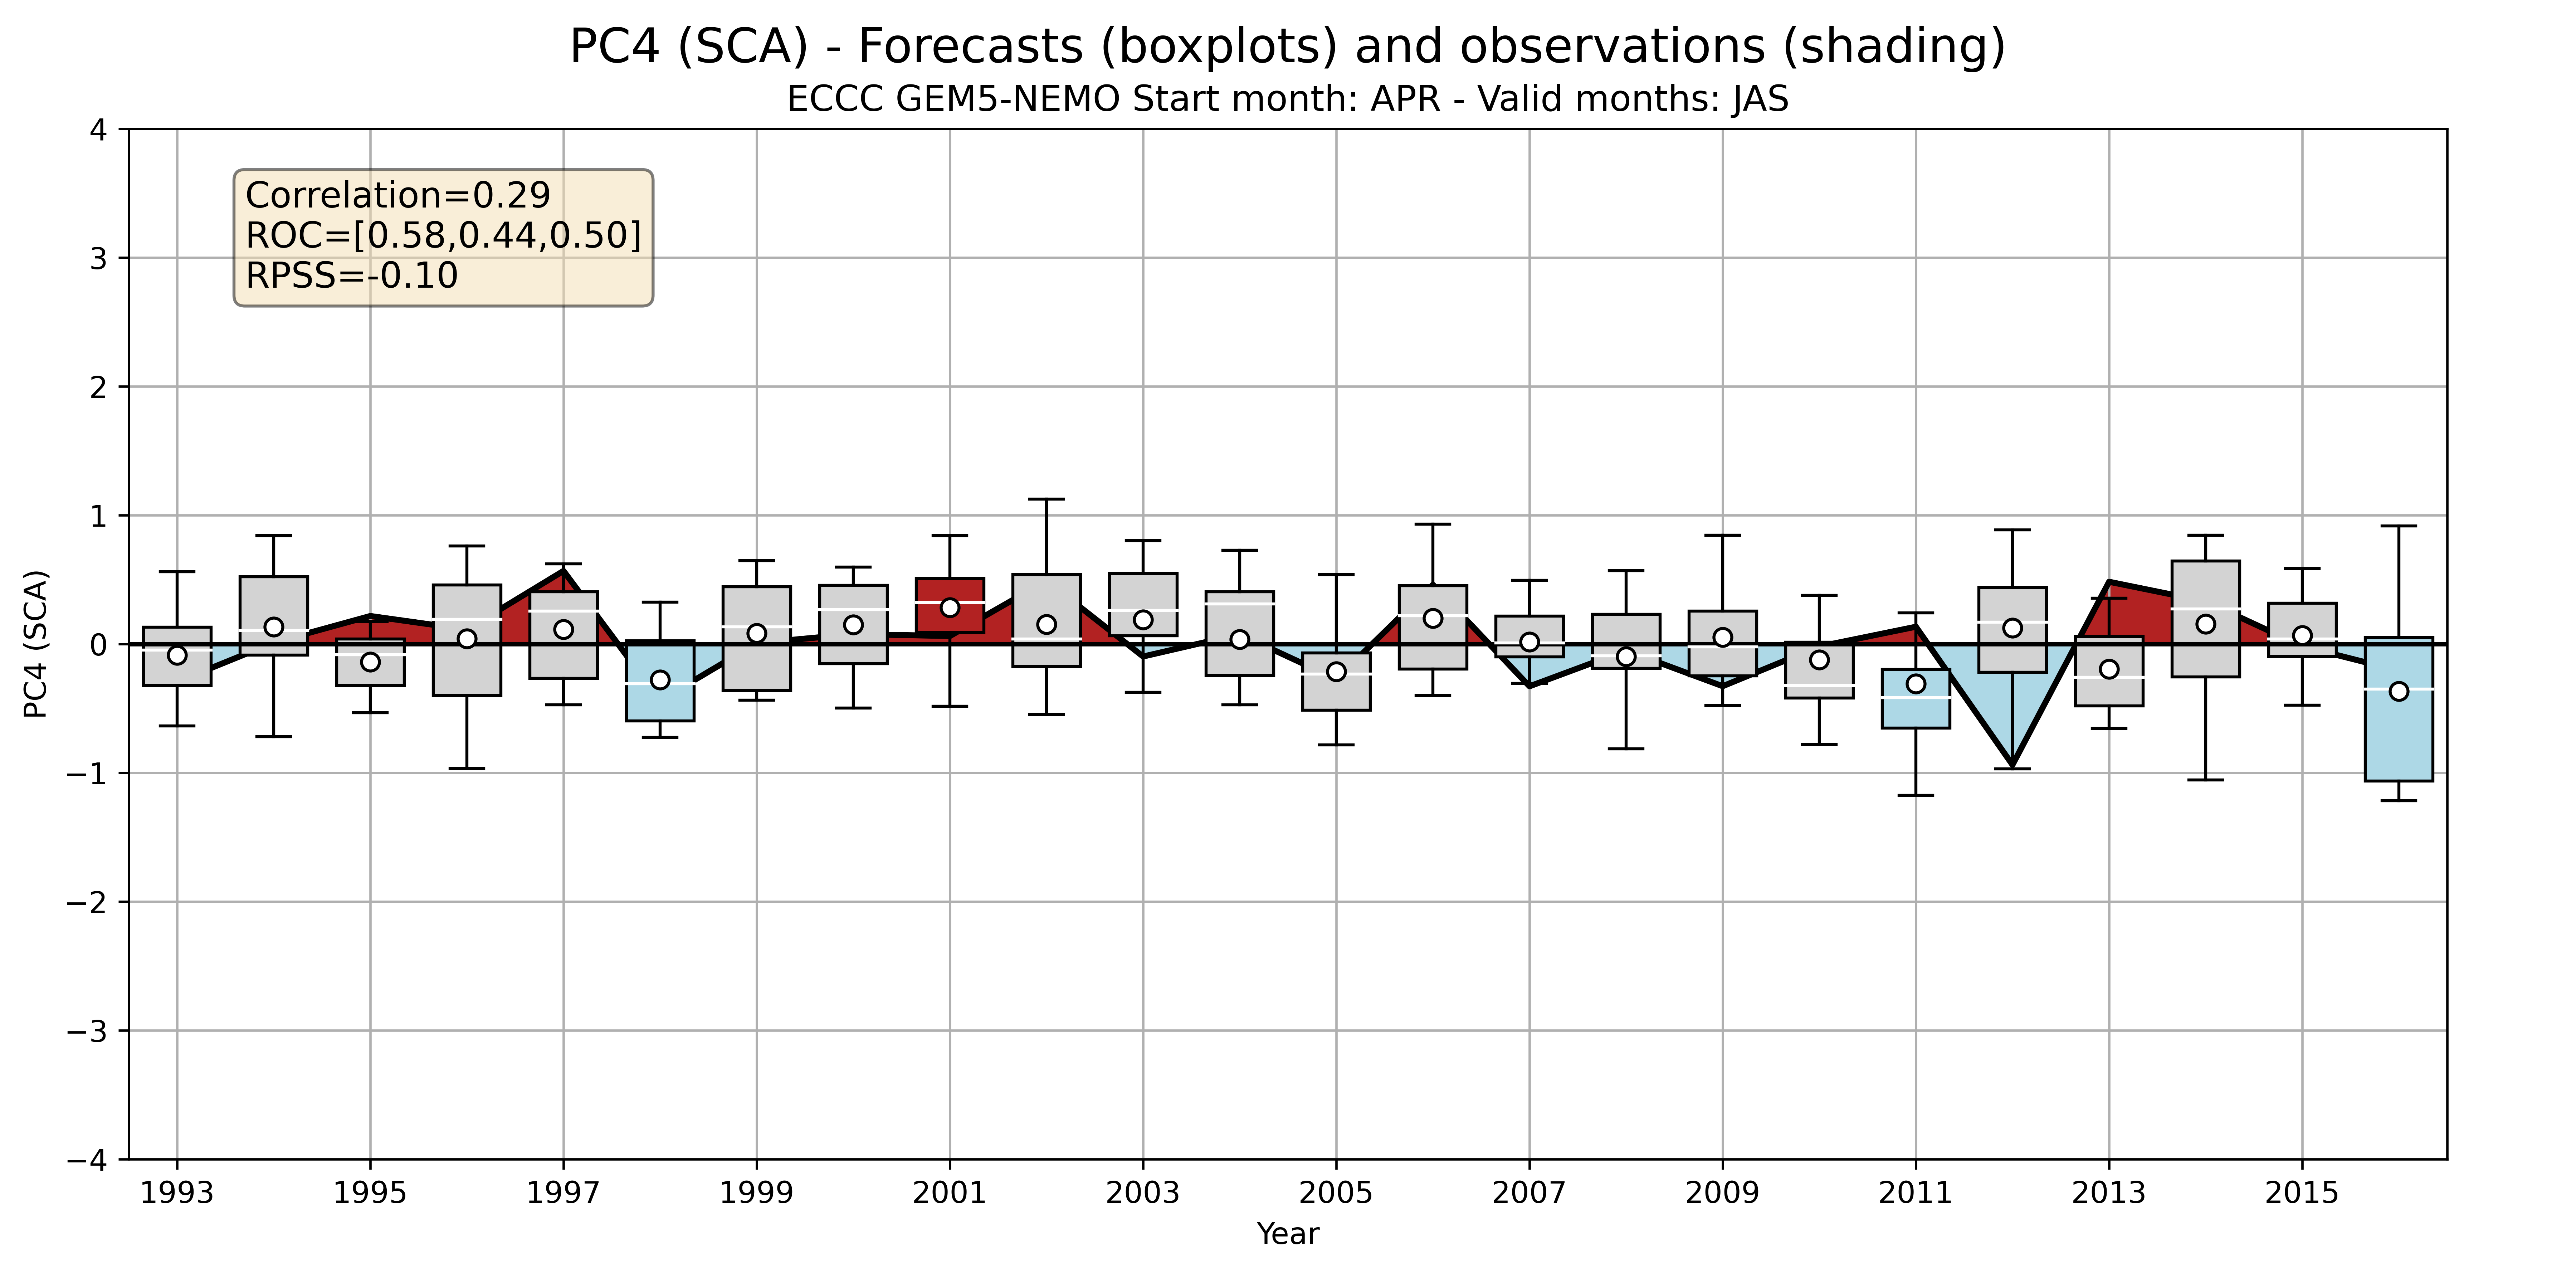 PC4 (SCA) - Forecasts (boxplots) and observations (shading)
ECCC GEM5-NEMO Start month: APR - Valid months: JAS
Correlation=0.29
ROC=[0.58,0.44,0.50]
RPSS=-0.10
PC4 (SCA)
4
3
2
1
0
−1
−2
−3
−4
1993 1995 1997 1999 2001 2003 2005 2007 2009 2011 2013 2015
Year